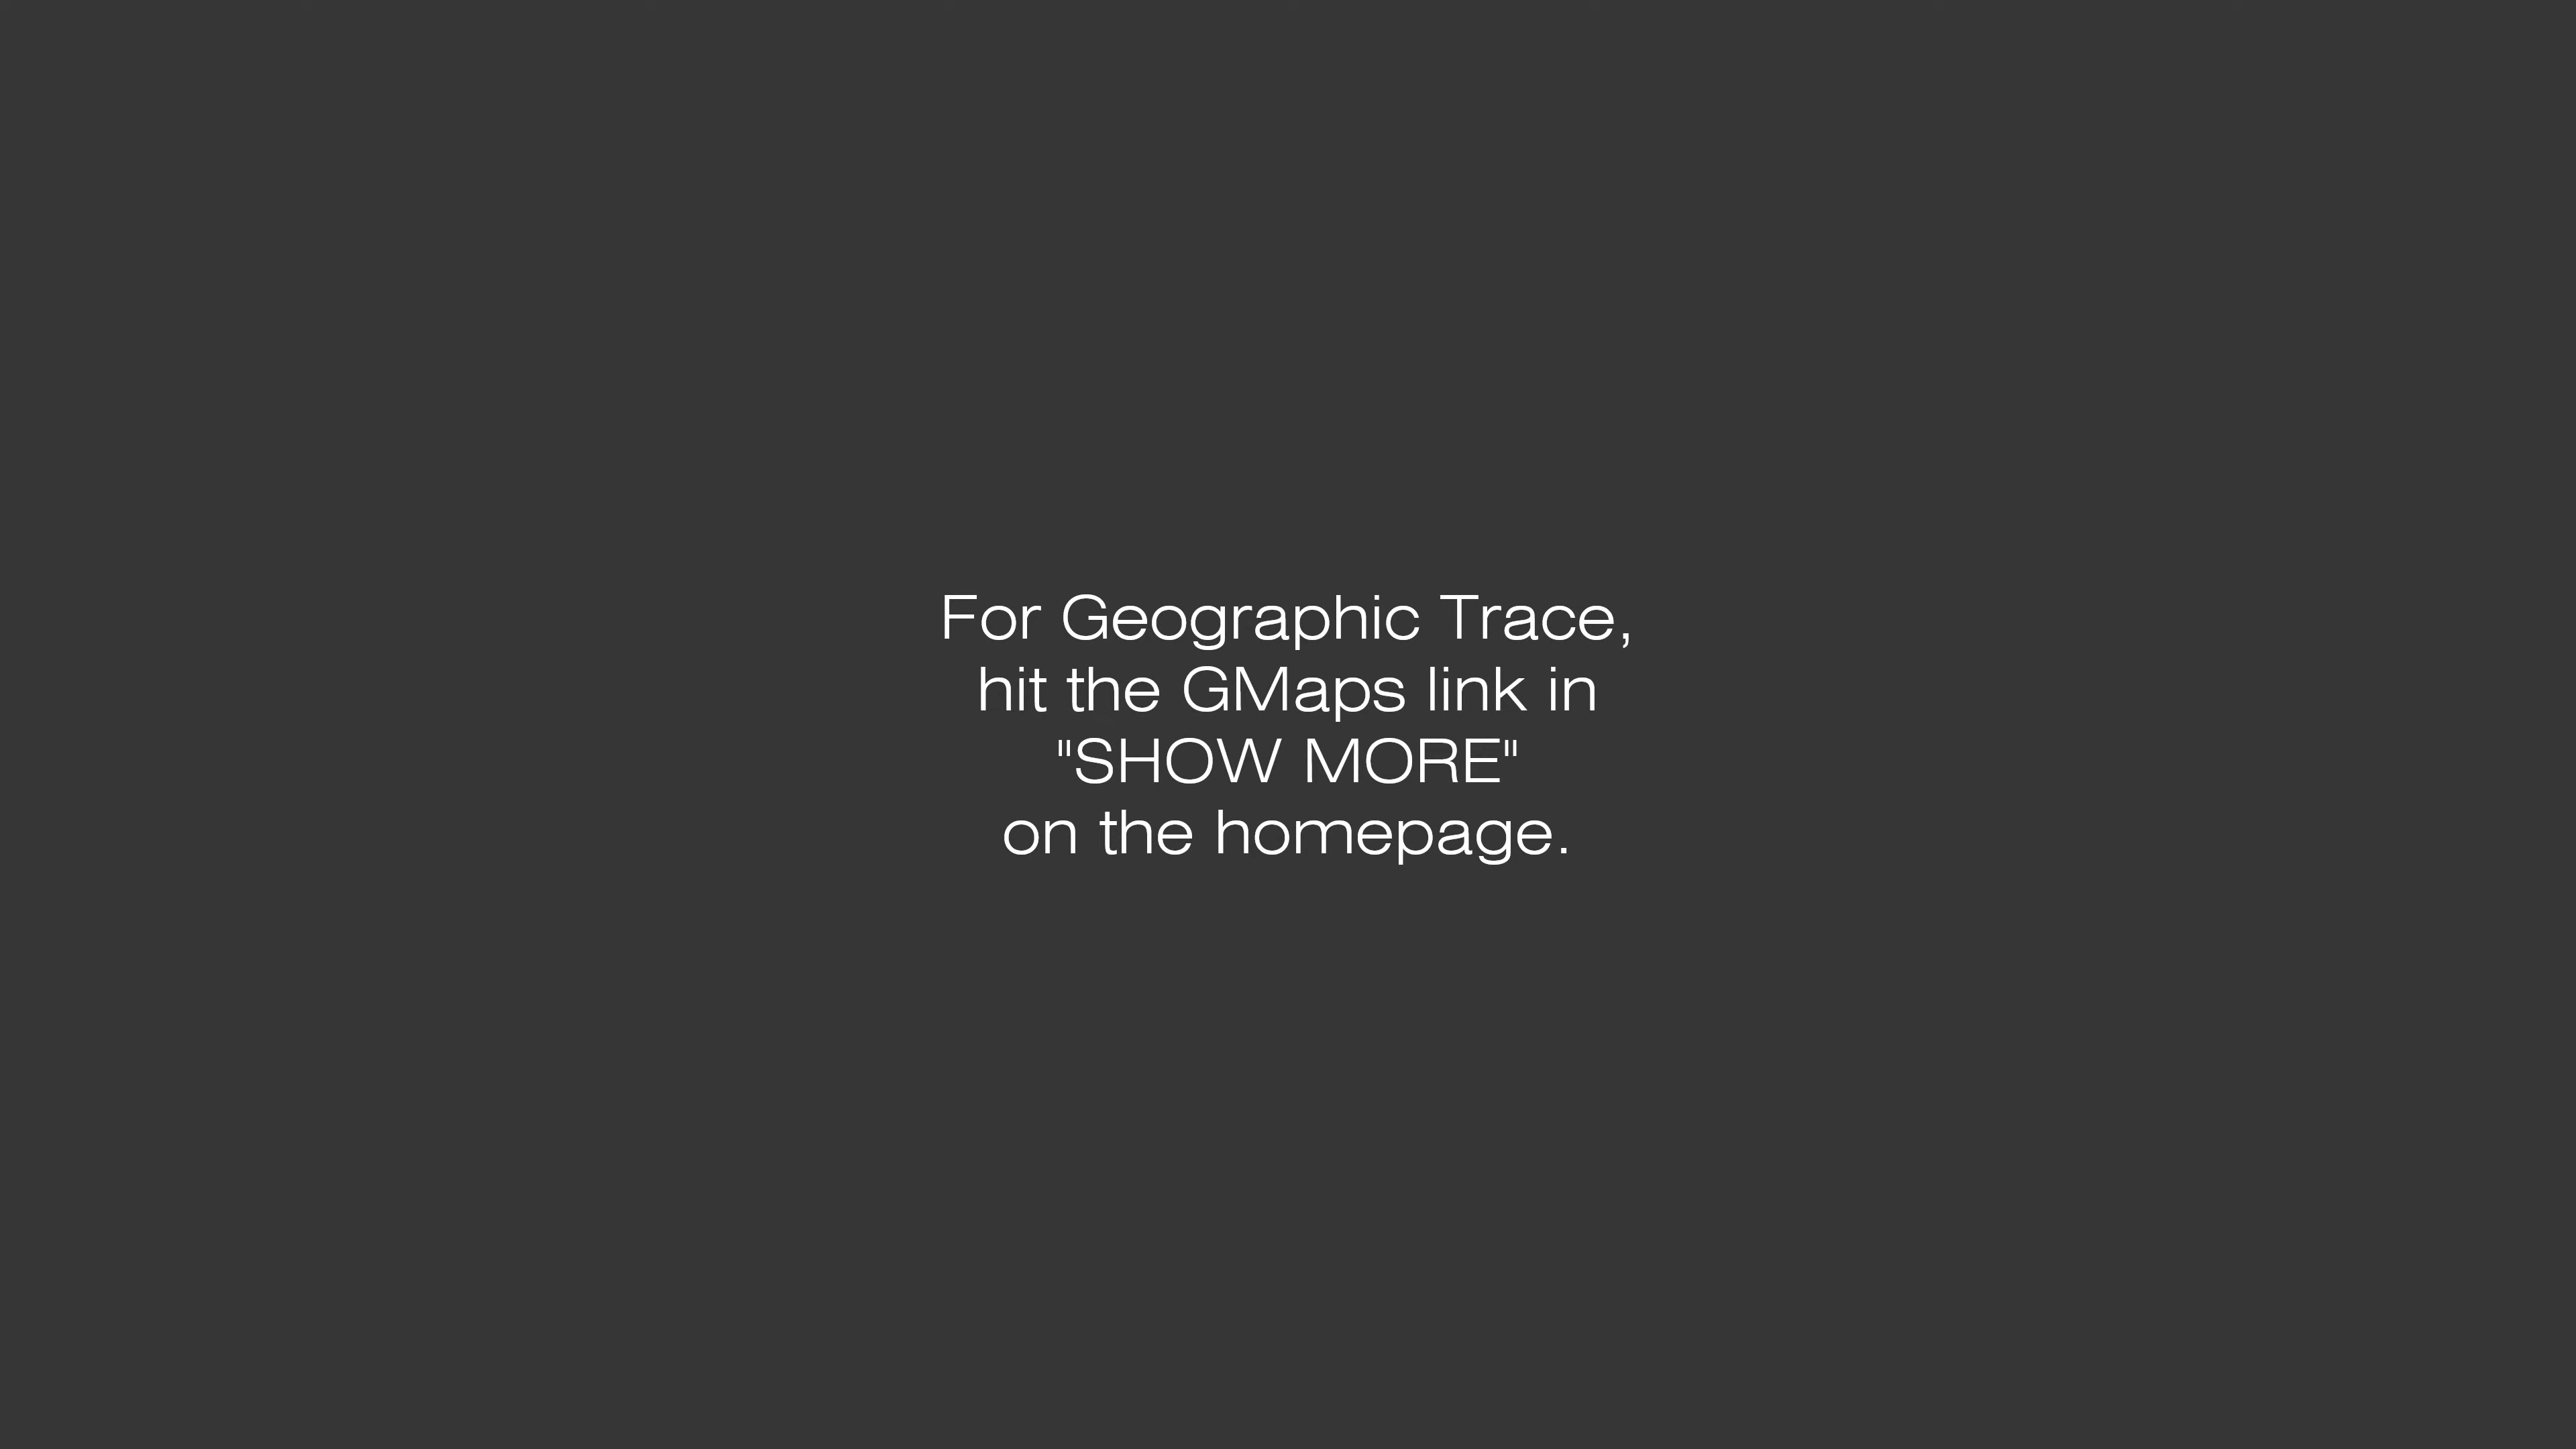 For Geographic Trace,
hit the GMaps link in
"SHOW MORE"
on the homepage.